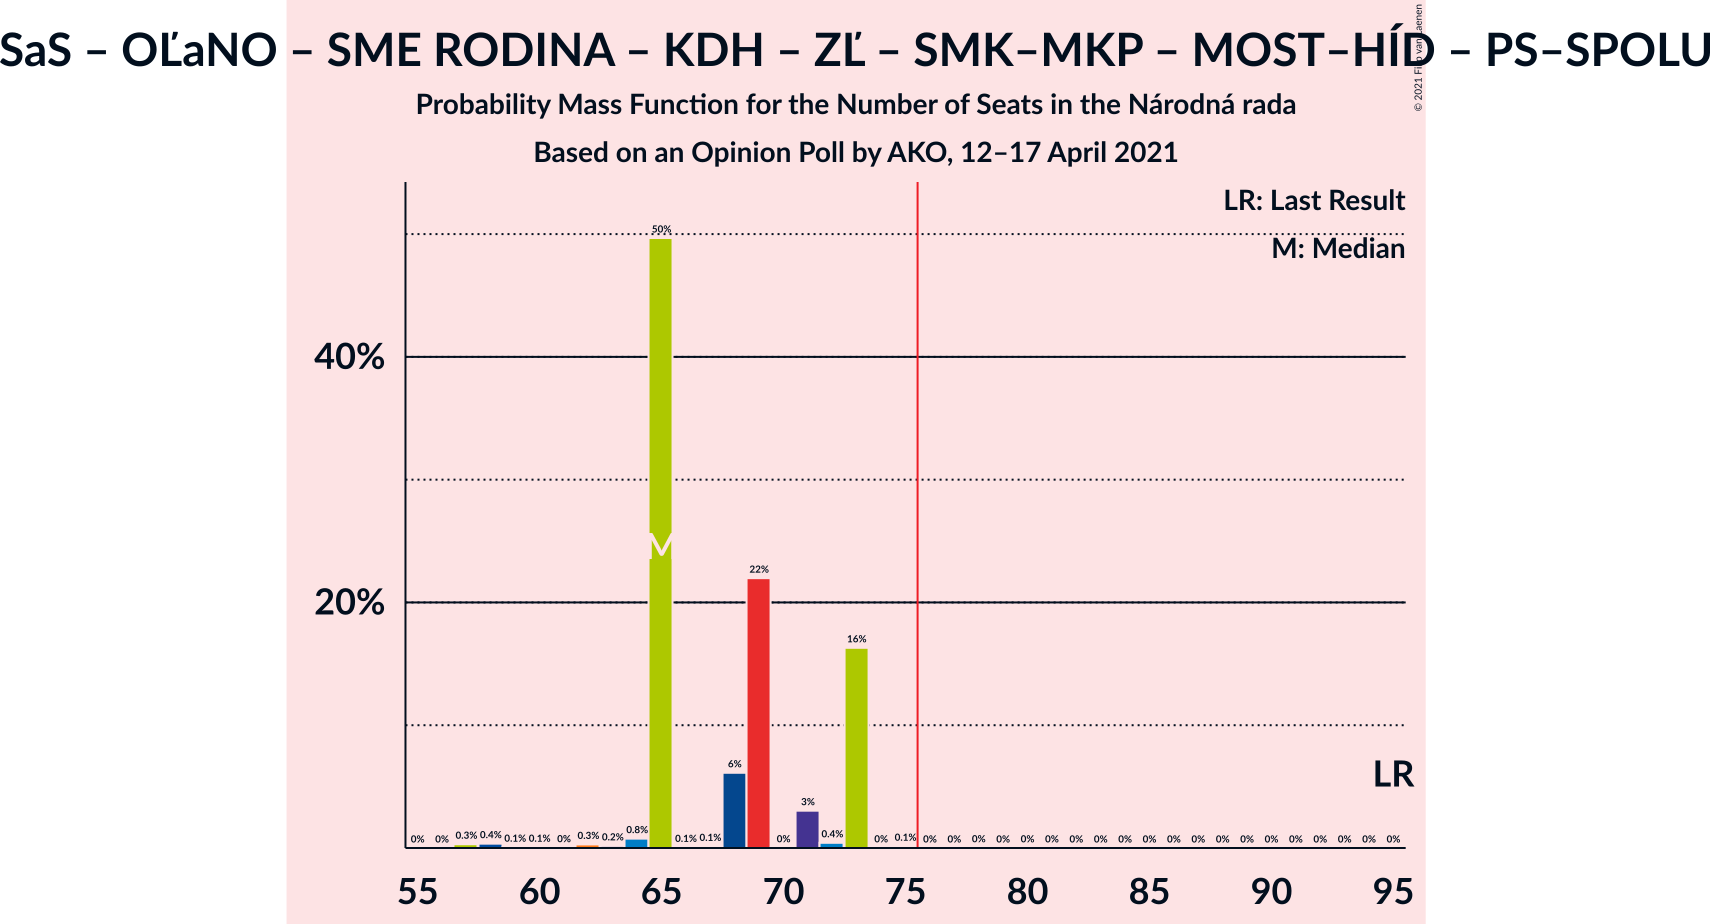 SaS – OĽaNO – SME RODINA – KDH – ZĽ – SMK–MKP – MOST–HÍD – PS–SPOLU
Probability Mass Function for the Number of Seats in the Národná rada
Based on an Opinion Poll by AKO, 12–17 April 2021
© 2021 Filip van Laenen
LR: Last Result
M: Median
50%
40%
M
22%
20%
16%
LR
6%
3%
0% 0% 0.3% 0.4% 0.1% 0.1% 0% 0.3% 0.2% 0.8% 0.1% 0.1% 0% 0.4% 0% 0.1% 0% 0% 0% 0% 0% 0% 0% 0% 0% 0% 0% 0% 0% 0% 0% 0% 0% 0% 0% 0%
55 60 65 70 75 80 85 90 95